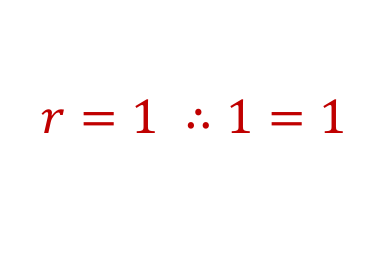 r = 1 ∴ 1 = 1